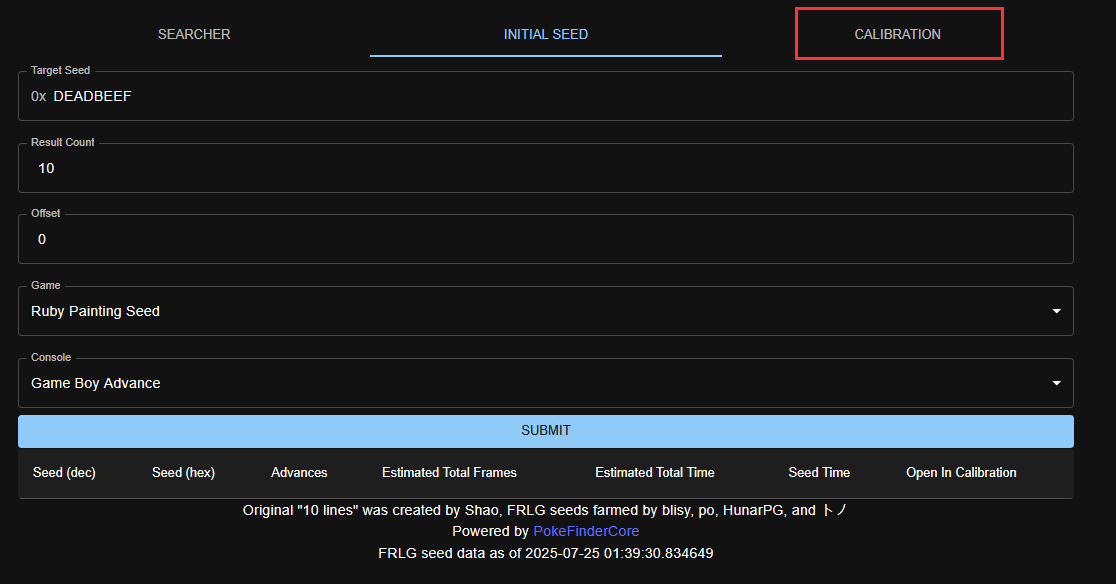 SEARCHER INITIAL SEED CALIBRATION
Target Seed
0x DEADBEEF
Result Count
10
Offset
0
Game
Ruby Painting Seed
Console
Game Boy Advance
SUBMIT
Seed (dec) Seed (hex) Advances Estimated Total Frames Estimated Total Time Seed Time Open In Calibration
Original "10 lines" was created by Shao, FRLG seeds farmed by blisy, po, HunarPG, and トノ
Powered by PokeFinderCore
FRLG seed data as of 2025-07-25 01:39:30.834649